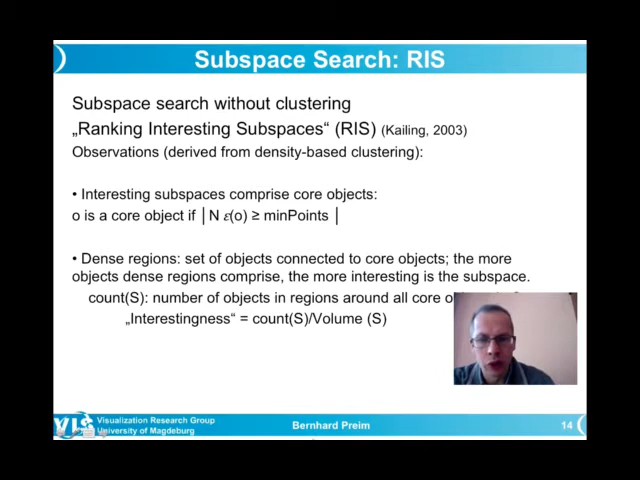 Subspace Search: RIS
Subspace search without clustering
„Ranking Interesting Subspaces“ (RIS) (Kailing, 2003)
Observations (derived from density-based clustering):
• Interesting subspaces comprise core objects:
o is a core object if | N ε(o) ≥ minPoints |
• Dense regions: set of objects connected to core objects; the more
objects dense regions comprise, the more interesting is the subspace.
count(S): number of objects in regions around all core
„Interestingness“ = count(S)/Volume (S)
VIS
Visualization Research Group
University of Magdeburg
Bernhard Preim
14